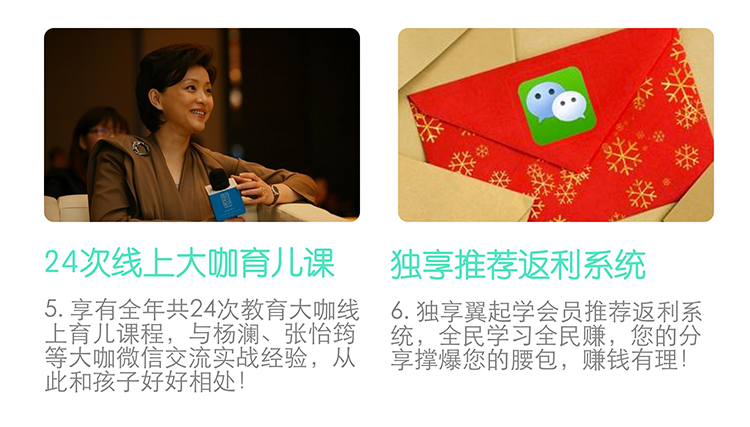 24次线上大咖育儿课
5.享有全年共24次教育大咖线
上育儿课程，与杨澜、张怡筠
等大咖微信交流实战经验，从
此和孩子好好相处！
独享推荐返利系统
6.独享翼起学会员推荐返利系
统，全民学习全民赚，您的分
享撑爆您的腰包，赚钱有理！